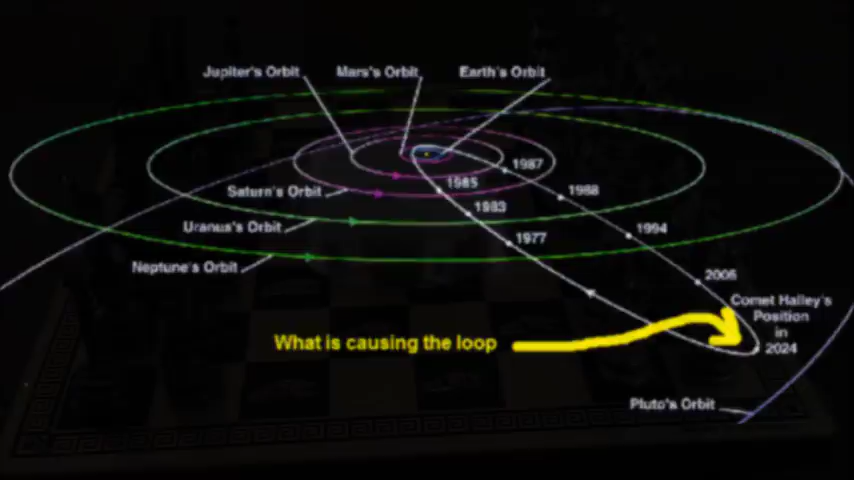 Jupiter's Orbit
Mars's Orbit
Earth's Orbit
1987
1985
1988
Saturn's Orbit
1983
Uranus's Orbit
1994
1977
Neptune's Orbit
2005
Comet Halley's
Position
in
2024
What is causing the loop
Pluto's Orbit